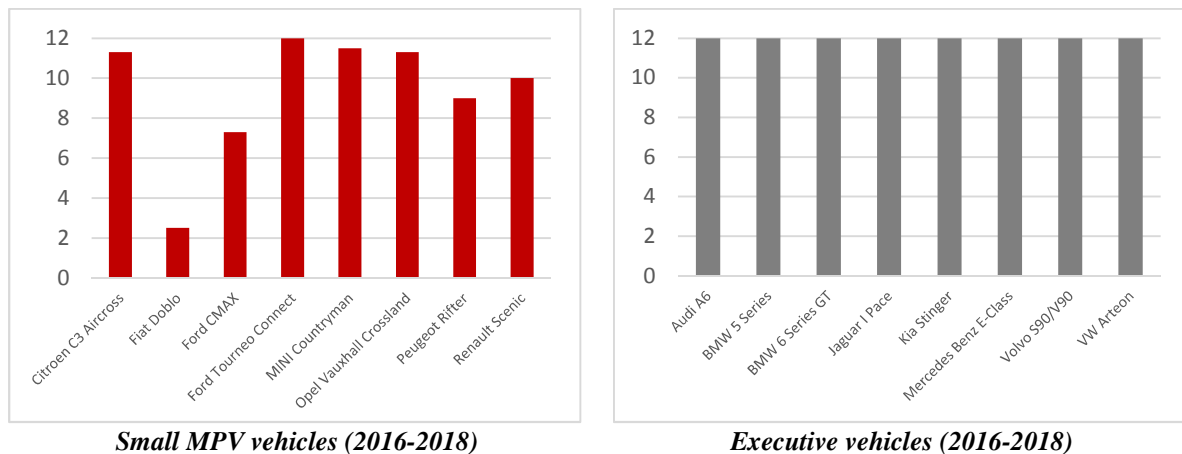 12
10
8
6
4
2
0
Citroen C3 Aircross
Fiat Doblo
Ford CMAX
Ford Tourneo Connect
MINI Countryman
Opel Vauxhall Crossland
Peugeot Rifter
Renault Scenic
Small MPV vehicles (2016-2018)
12
10
8
6
4
2
0
Audi A6
BMW 5 Series
BMW 6 Series GT
Jaguar I Pace
Kia Stinger
Mercedes Benz E-Class
Volvo S90/V90
VW Arteon
Executive vehicles (2016-2018)